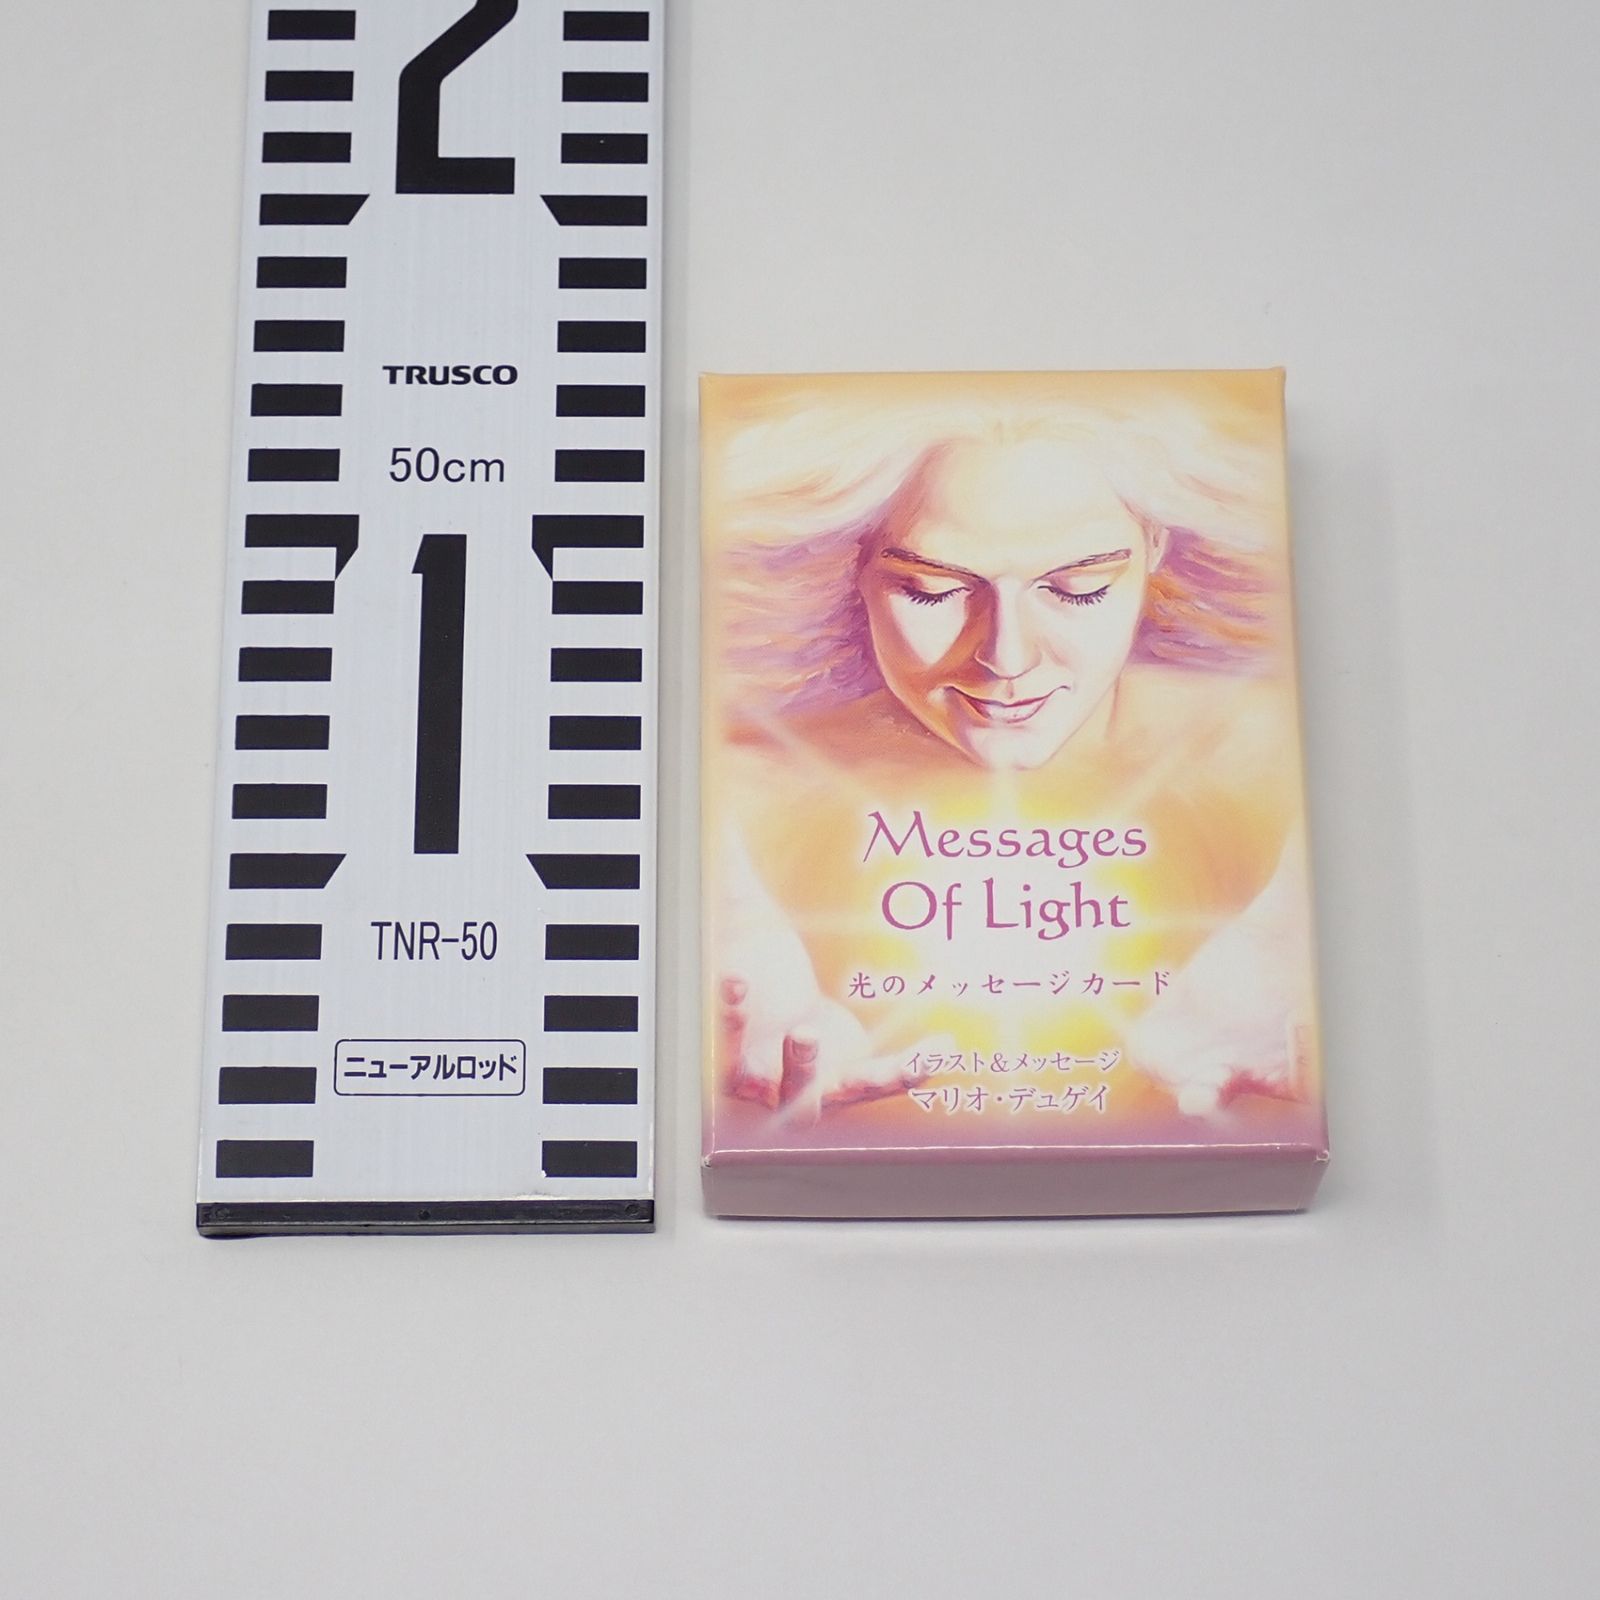 2
TRUSCO
50cm
1
TNR-50
ニューアルロッド
Messages
Of Light
光のメッセージカード
イラスト&メッセージ
マリオ・デュゲイ